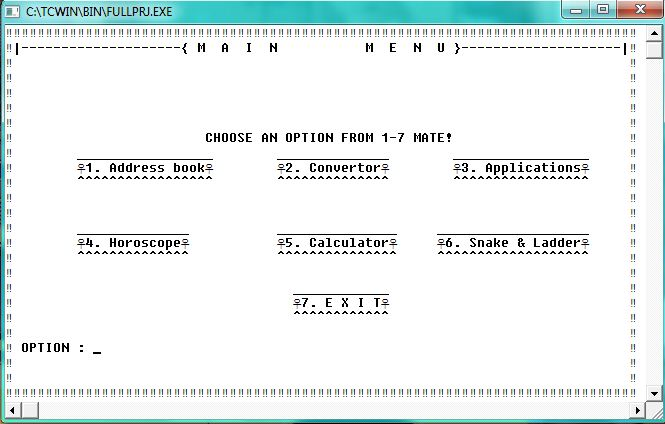 C:\TCWIN\BIN\FULLPRJ.EXE
{ M A I N M E N U }
CHOOSE AN OPTION FROM 1-7 MATE!
1. Address book 2. Convertor 3. Applications
4. Horoscope 5. Calculator 6. Snake & Ladder
7. E X I T
OPTION : _